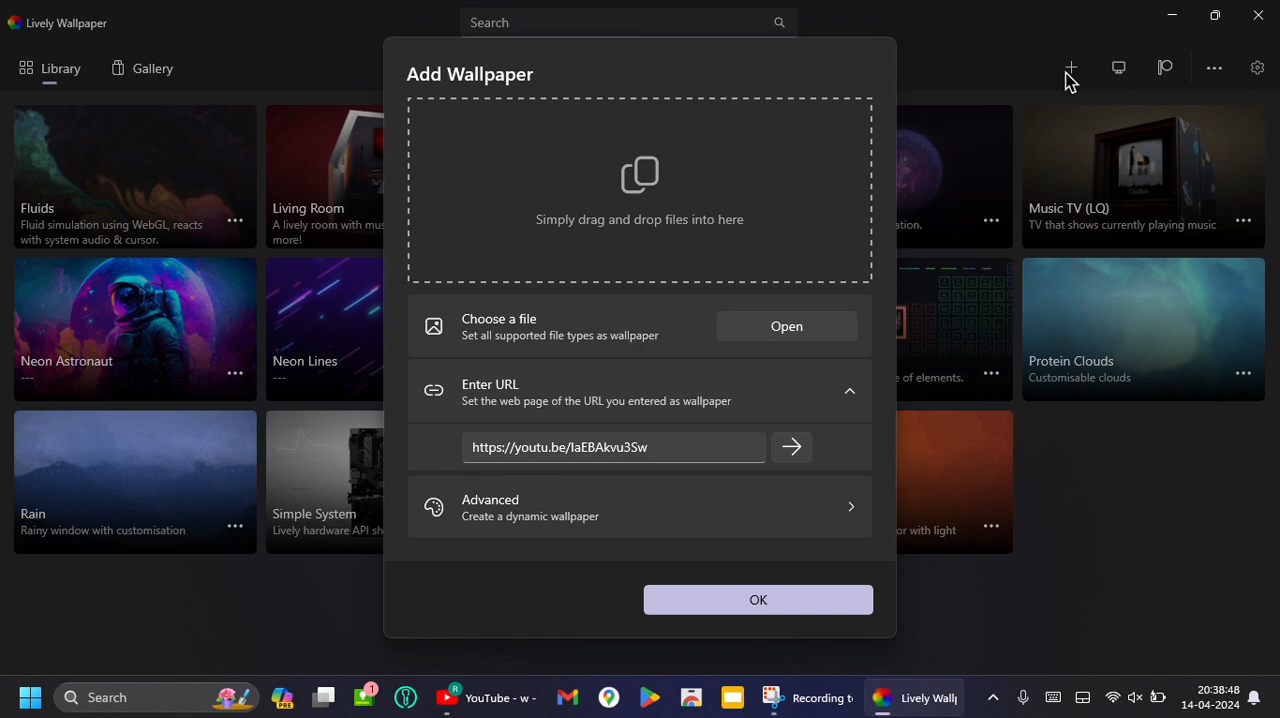 Lively Wallpaper
Search
Library
Gallery
Add Wallpaper
Simply drag and drop files into here
Choose a file
Set all supported file types as wallpaper
Open
Enter URL
Set the web page of the URL you entered as wallpaper
https://youtu.be/IaEBAkvu3Sw
Advanced
Create a dynamic wallpaper
OK
Fluids
Fluid simulation using WebGL, reacts
with system audio & cursor.
Living Room
A lively room with mus
more!
ation.
Music TV (LQ)
TV that shows currently playing music
Neon Astronaut
---
Neon Lines
---
e of elements.
Protein Clouds
Customisable clouds
Rain
Rainy window with customisation
Simple System
Lively hardware API sh
or with light
Search
PRE
1
R
YouTube - w -
Recording t
Lively Wall
20:38:48
14-04-2024